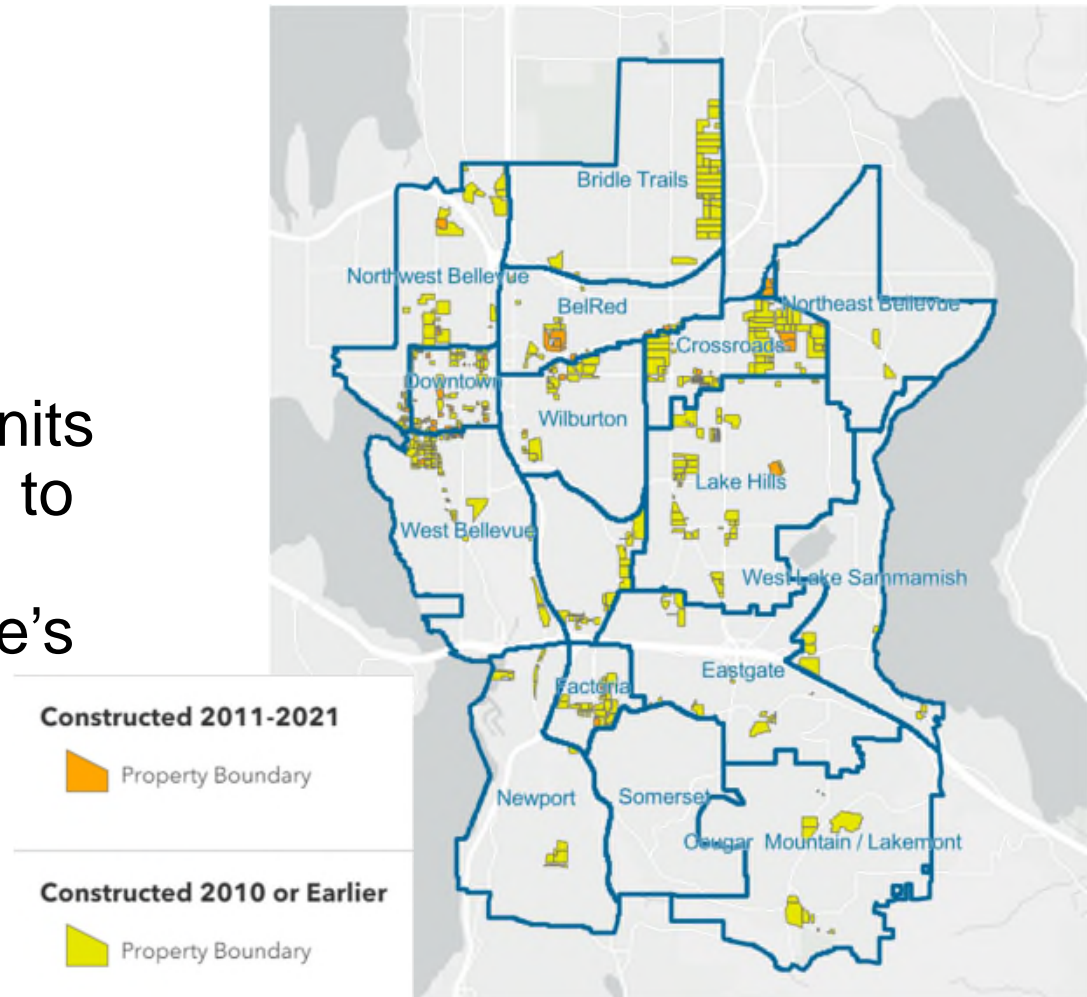 nits
to
e’s
Bridle Trails
Northwest Bellevue
BelRed
Northeast Bellevue
Crossroads
Downtown
Wilburton
Lake Hills
West Bellevue
West Lake Sammamish
Eastgate
Factoria
Newport
Somerset
Cougar Mountain / Lakemont
Constructed 2011-2021
Property Boundary
Constructed 2010 or Earlier
Property Boundary